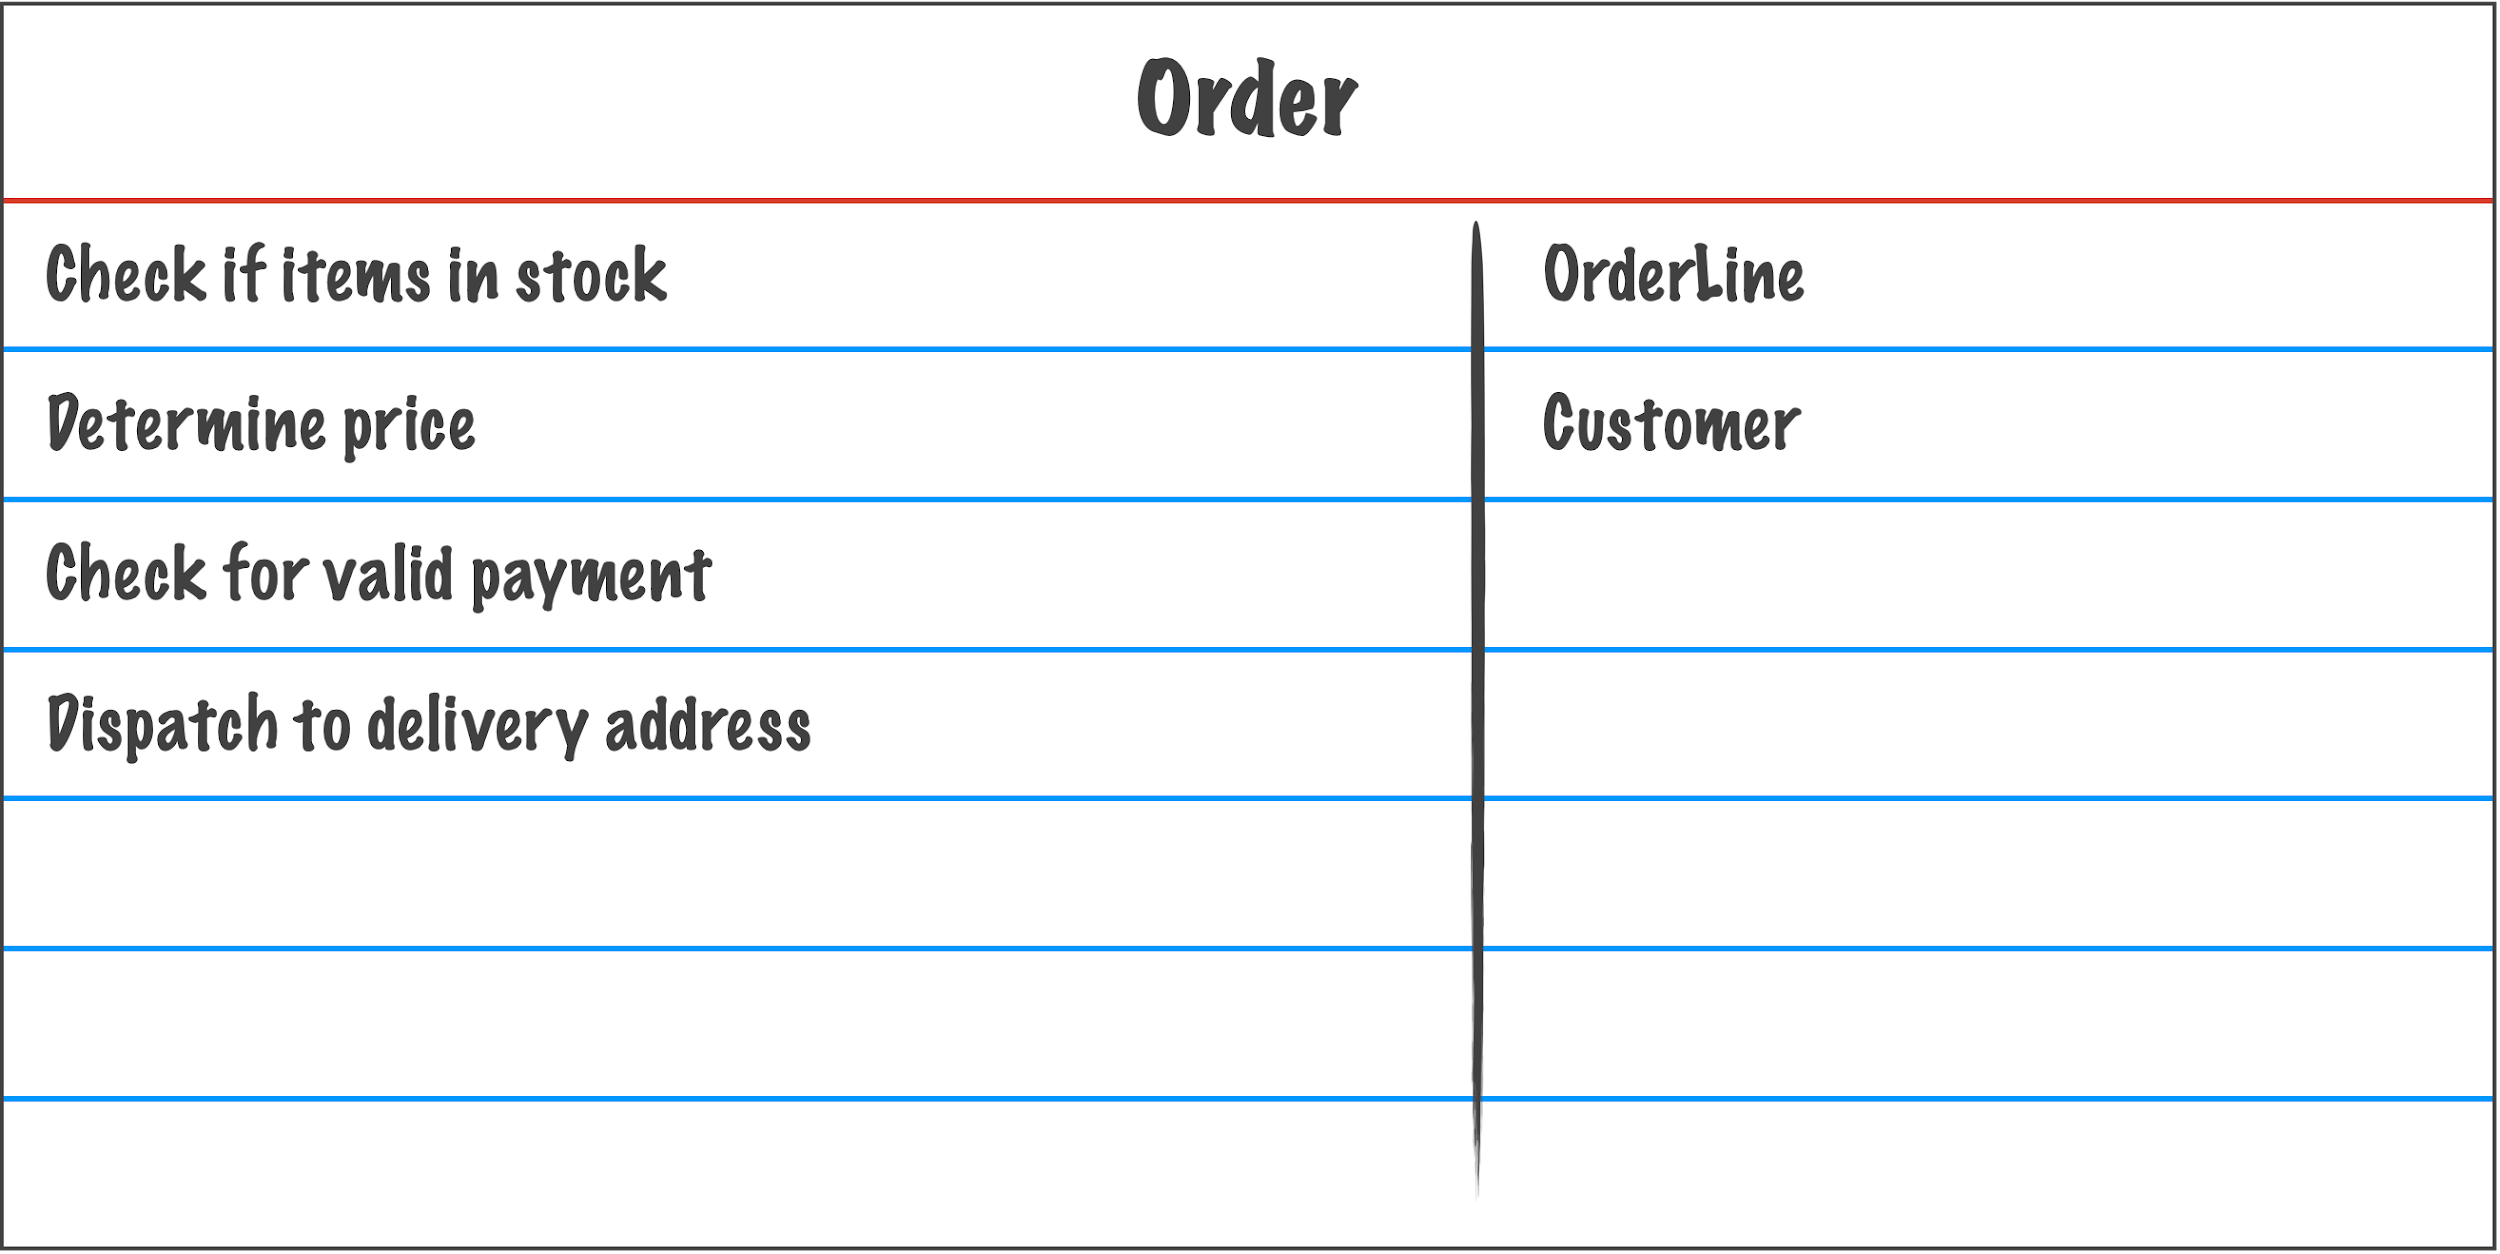 Order
Check if items in stock
OrderLine
Determine price
Customer
Check for valid payment
Dispatch to delivery address